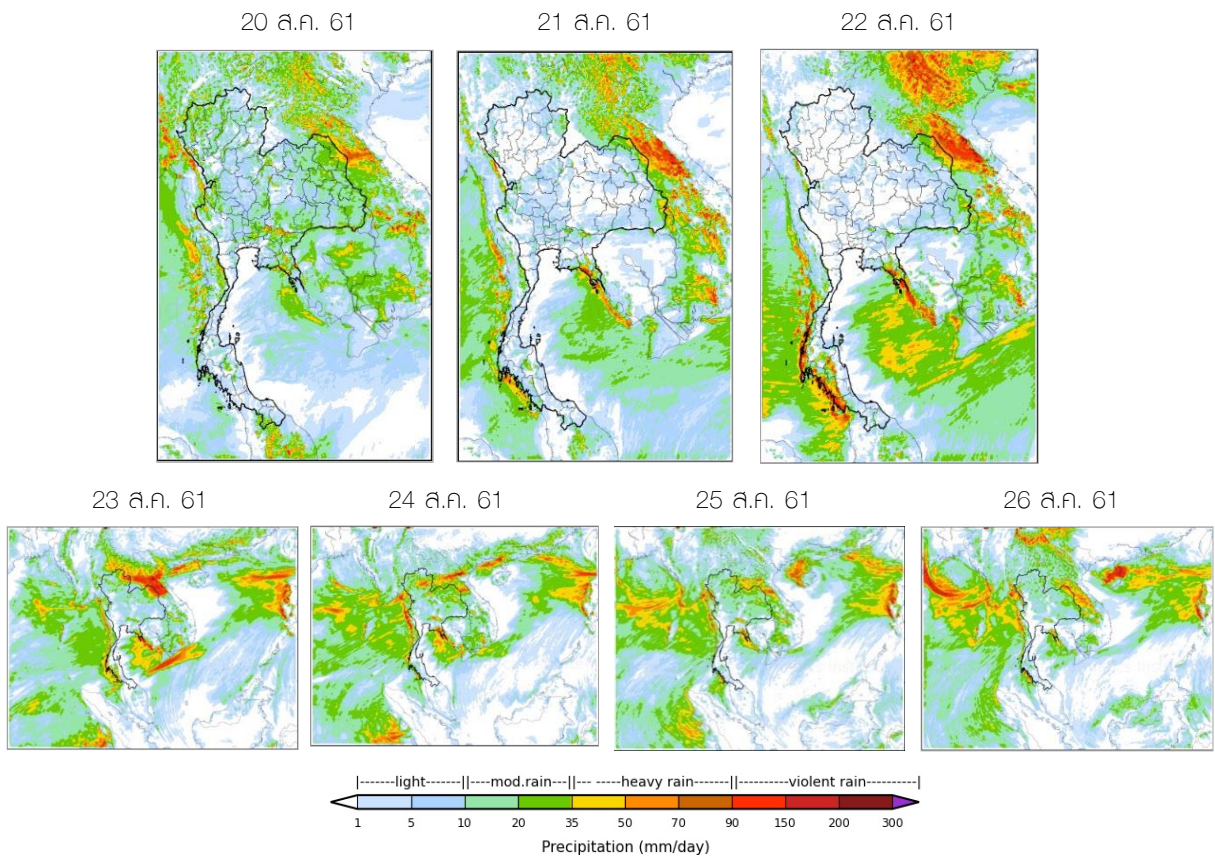 20 ส.ค. 61 21 ส.ค. 61 22 ส.ค. 61
23 ส.ค. 61 24 ส.ค. 61 25 ส.ค. 61 26 ส.ค. 61
|-------light--------||----mod.rain----||--- -----heavy rain-------||---------violent rain----------|
1 5 10 20 35 50 70 90 150 200 300
Precipitation (mm/day)